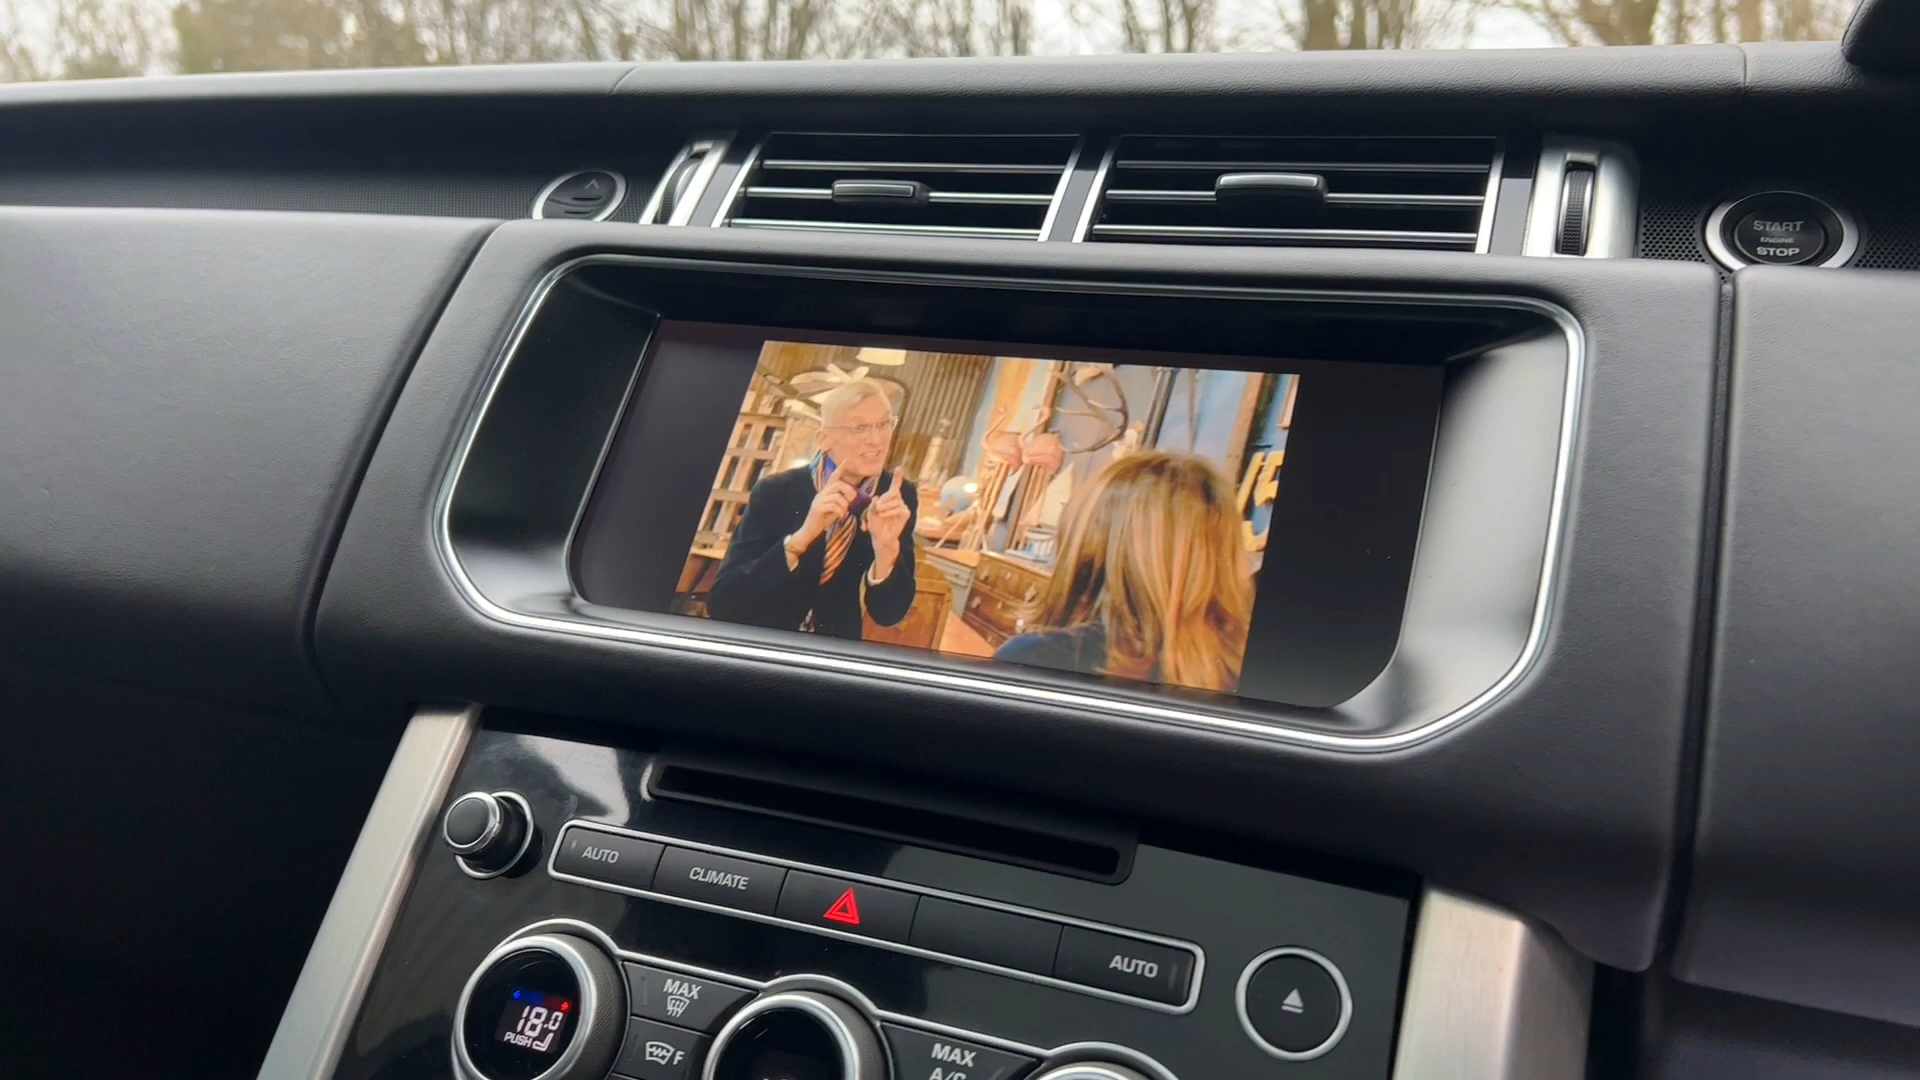 START
ENGINE
STOP
AUTO
CLIMATE
AUTO
MAX
18.0
PUSH
F
MAX
A/C